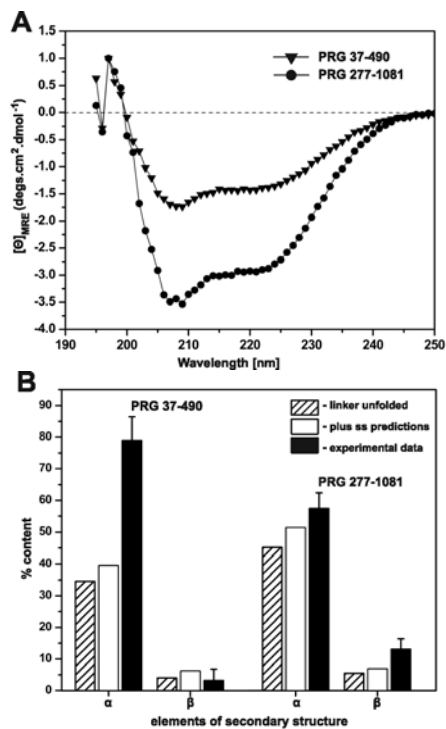 A
PRG 37-490
PRG 277-1081
[Θ]MRE (degs.cm².dmol⁻¹)
1.5
1.0
0.5
0.0
-0.5
-1.0
-1.5
-2.0
-2.5
-3.0
-3.5
-4.0
190 200 210 220 230 240 250
Wavelength [nm]
B
PRG 37-490
- linker unfolded
- plus ss predictions
- experimental data
PRG 277-1081
% content
90
80
70
60
50
40
30
20
10
0
α β α β
elements of secondary structure